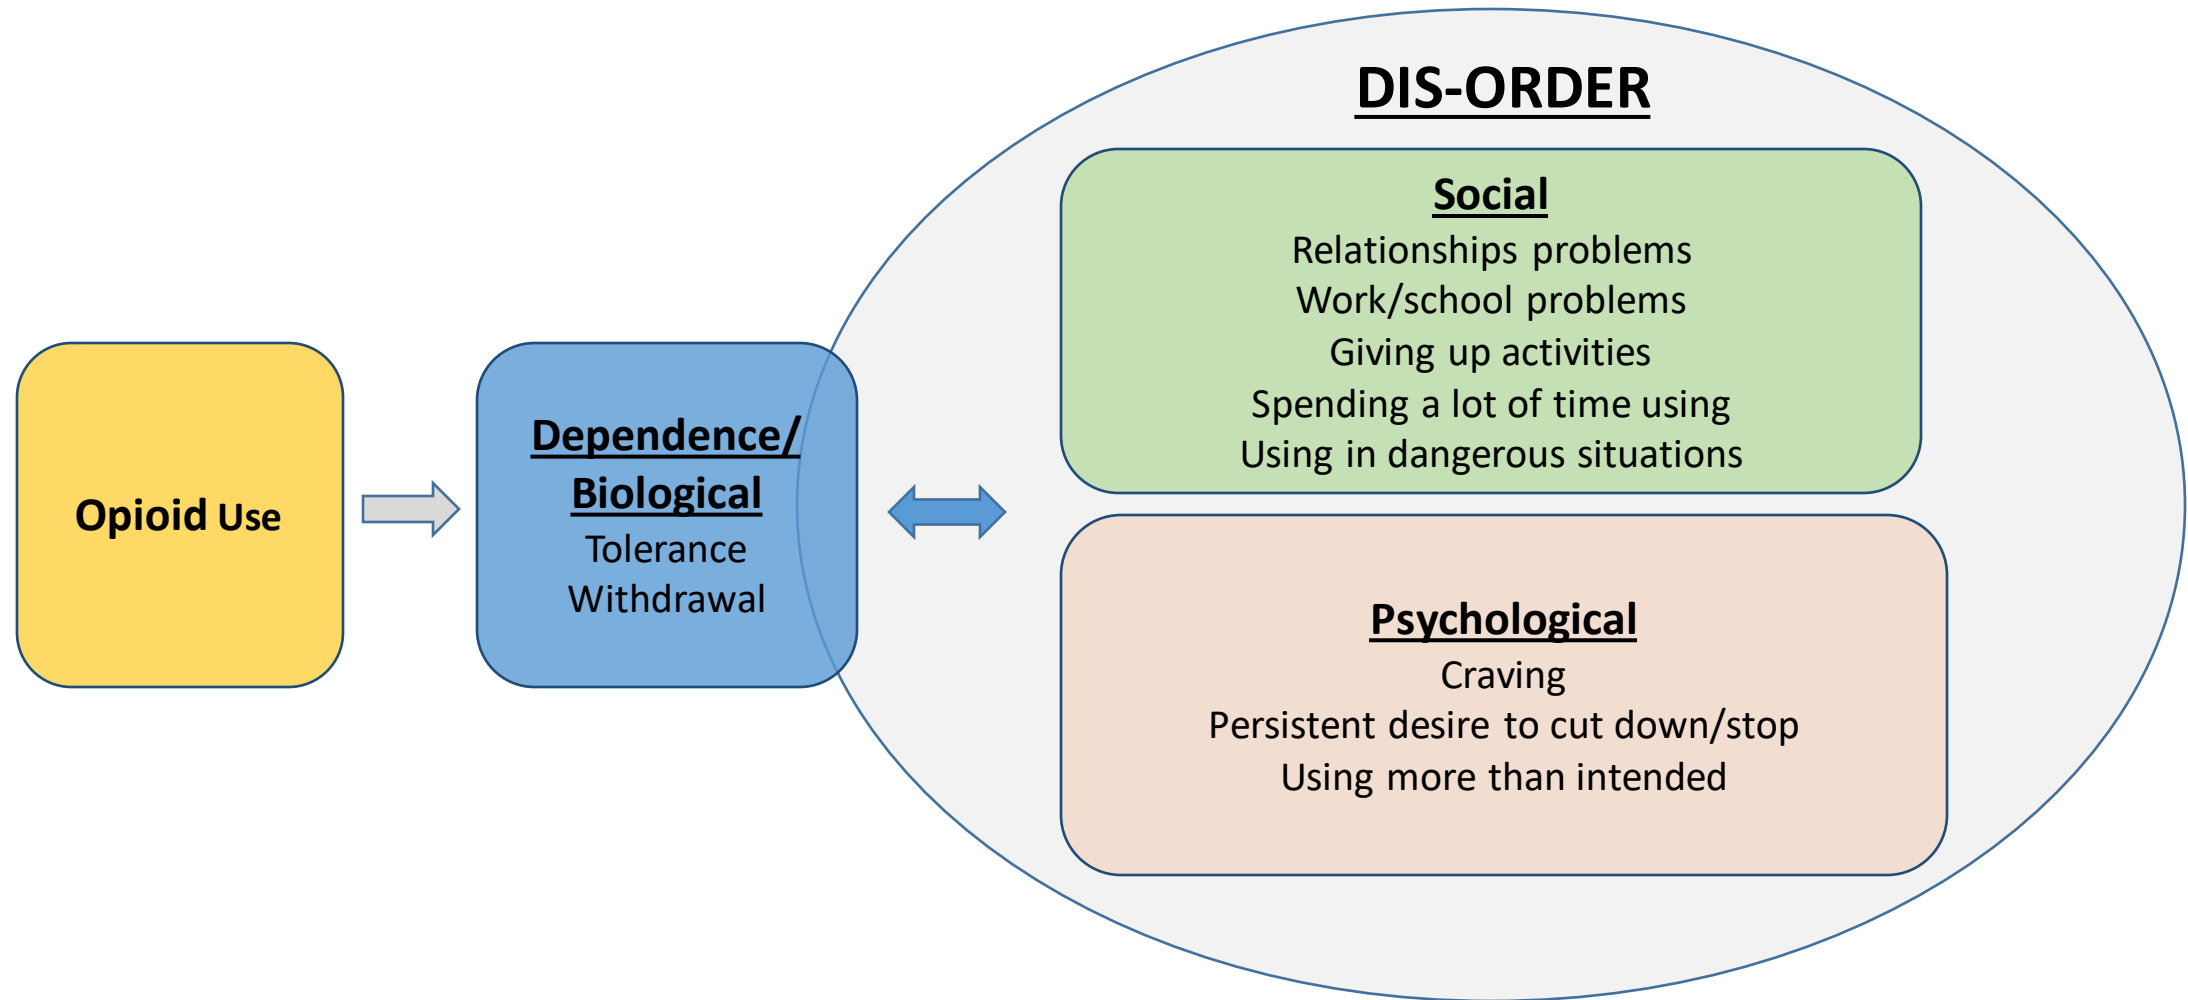 Opioid Use
Dependence/
Biological
Tolerance
Withdrawal
DIS-ORDER
Social
Relationships problems
Work/school problems
Giving up activities
Spending a lot of time using
Using in dangerous situations
Psychological
Craving
Persistent desire to cut down/stop
Using more than intended